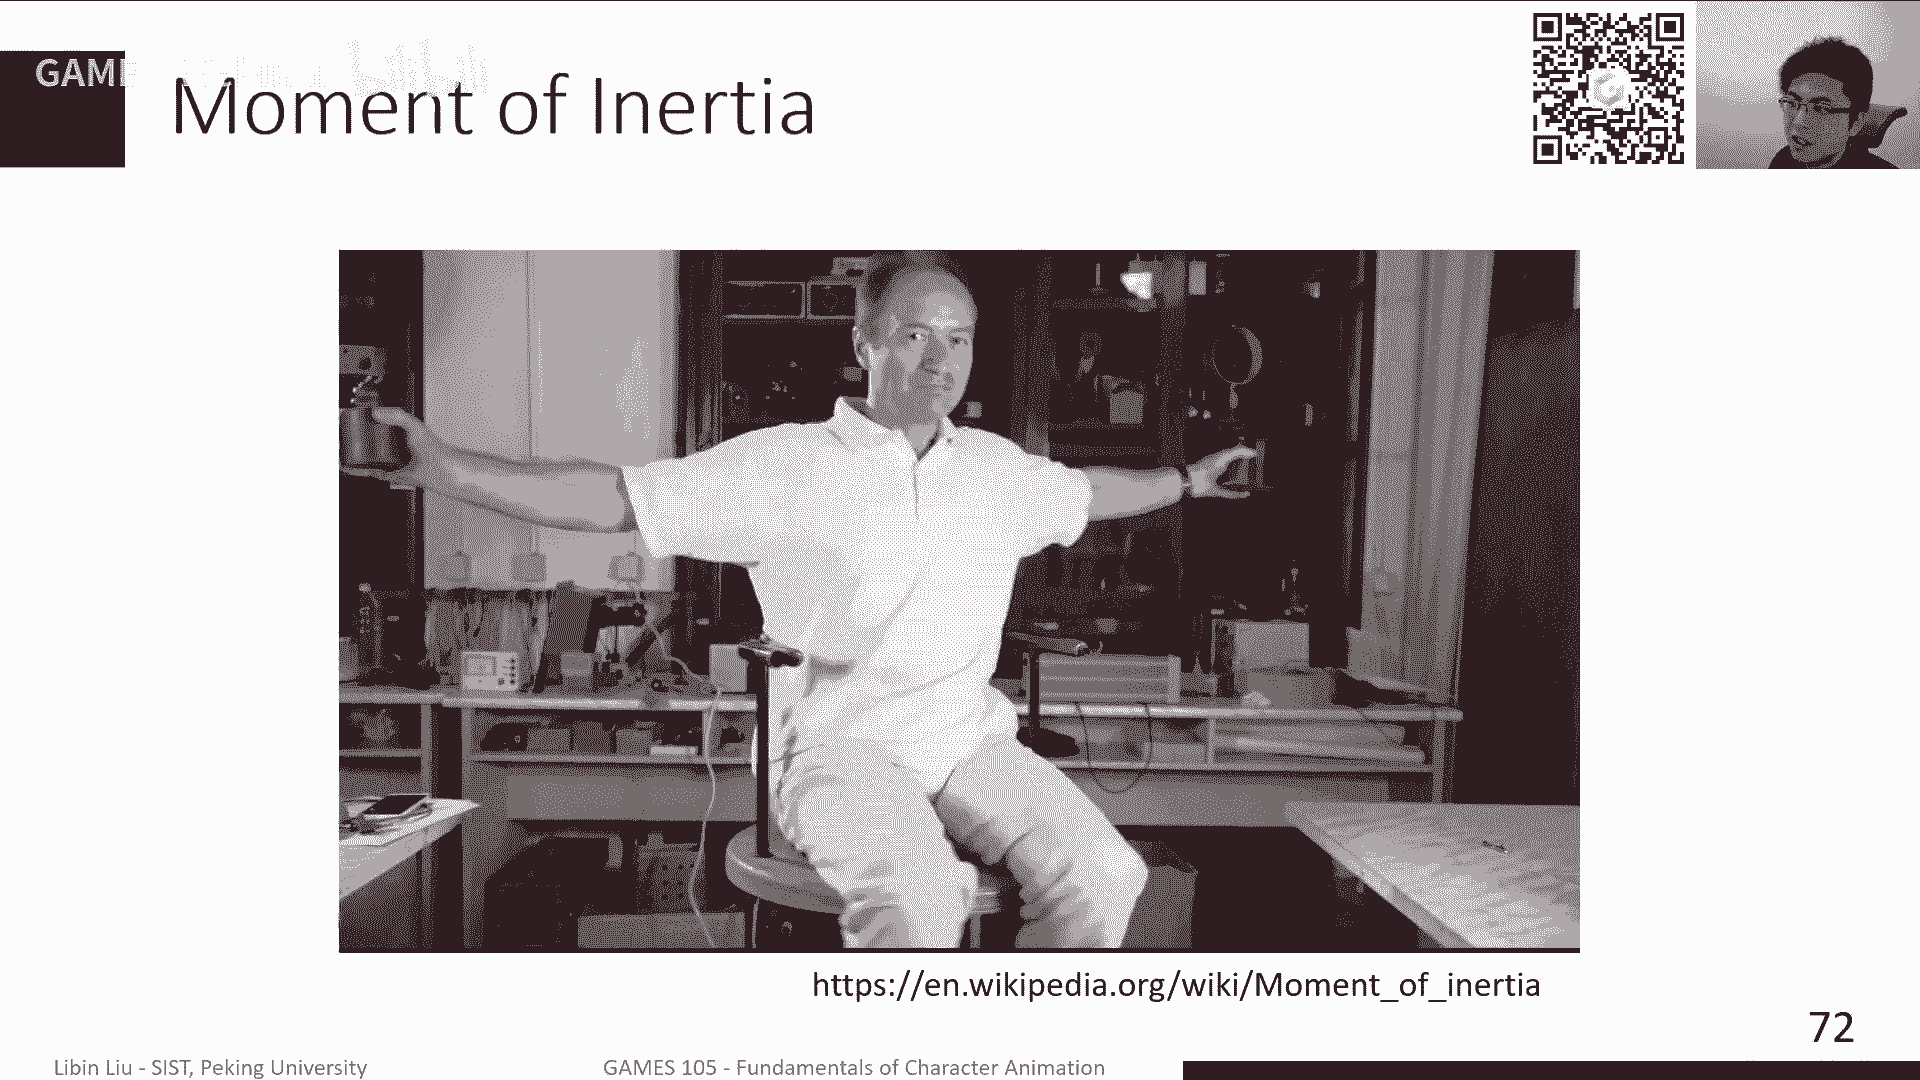 GAME
Moment of Inertia
https://en.wikipedia.org/wiki/Moment_of_inertia
72
Libin Liu - SIST, Peking University
GAMES 105 - Fundamentals of Character Animation